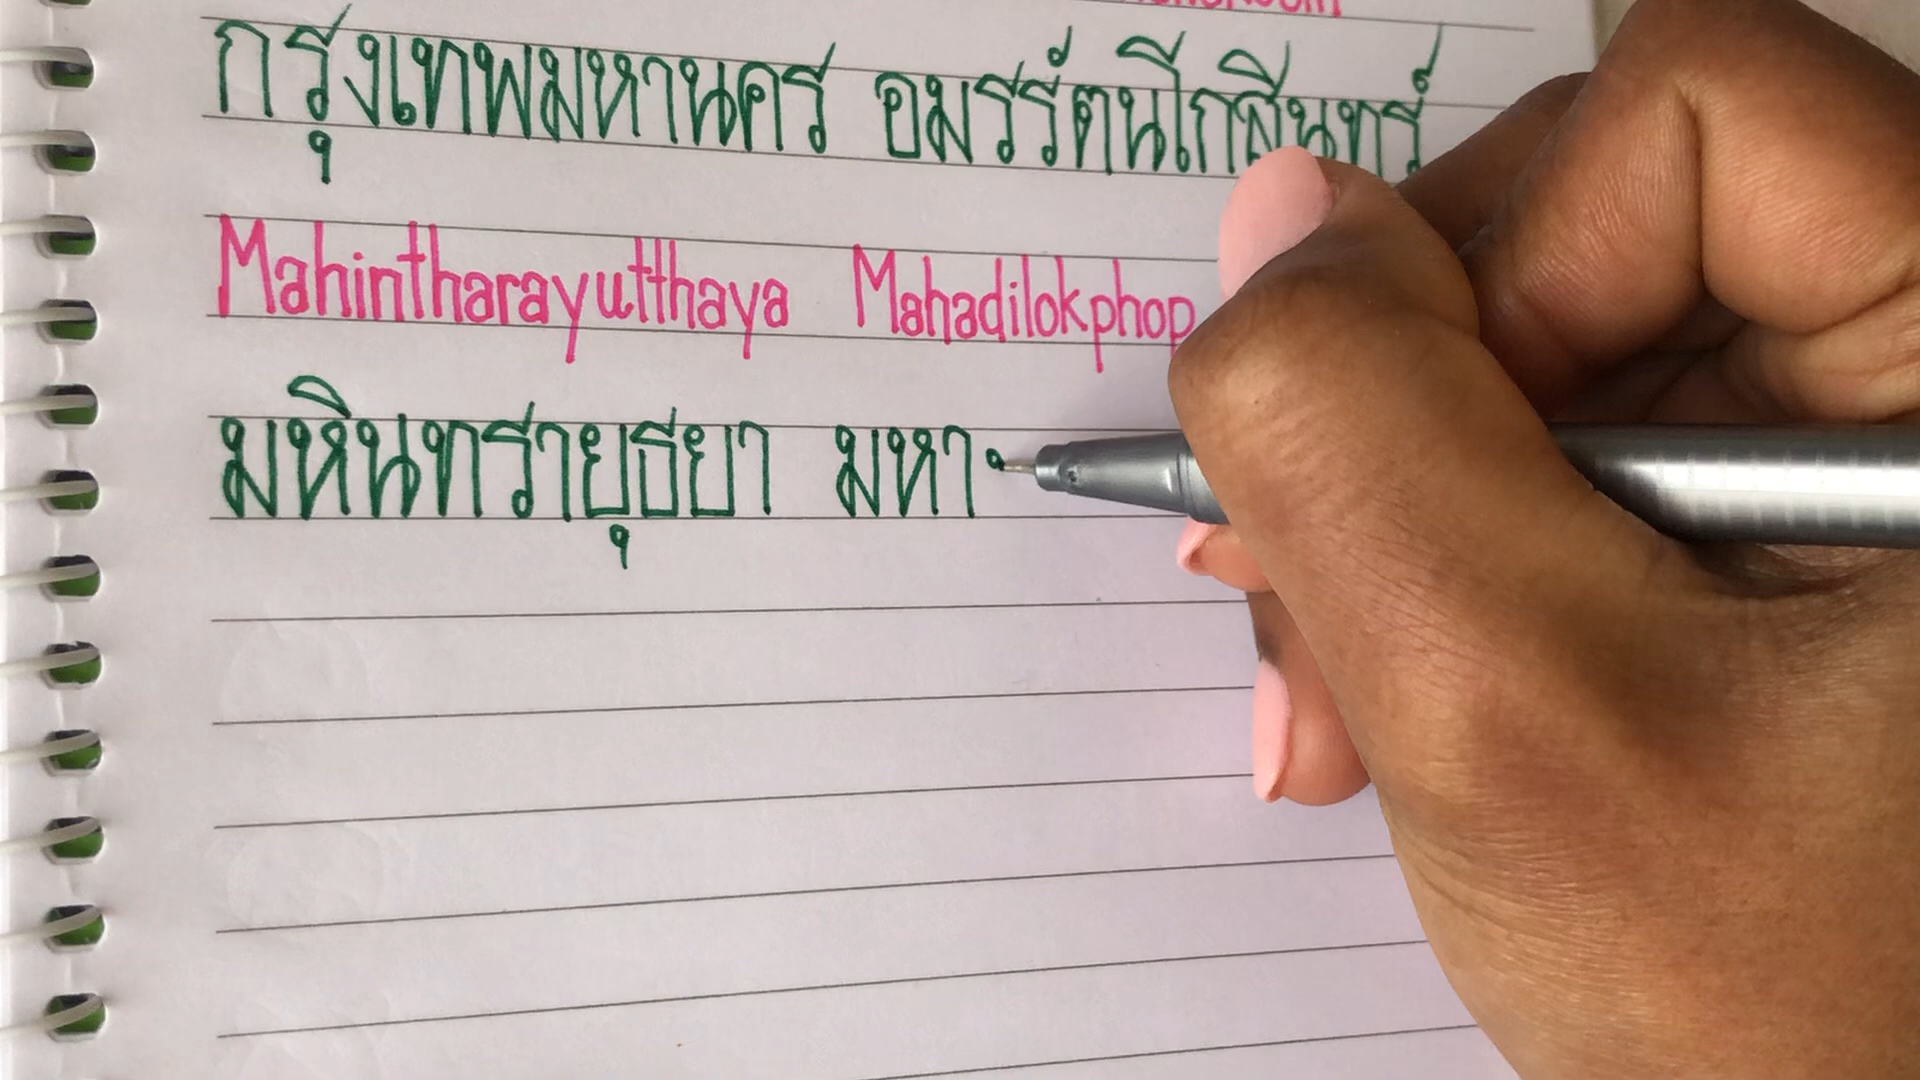 กรุงเทพมหานคร อมรรัตนโกสินทร์
Mahintharayutthaya Mahadilokphop
มหินทรายุธยา มหา